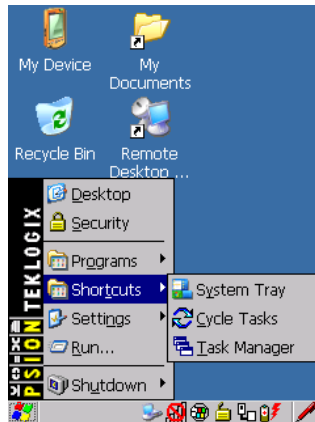 My Device
My
Documents
Recycle Bin
Remote
Desktop ...
PSION TEKLOGIX
Desktop
Security
Programs
Shortcuts
Settings
Run...
Shutdown
System Tray
Cycle Tasks
Task Manager